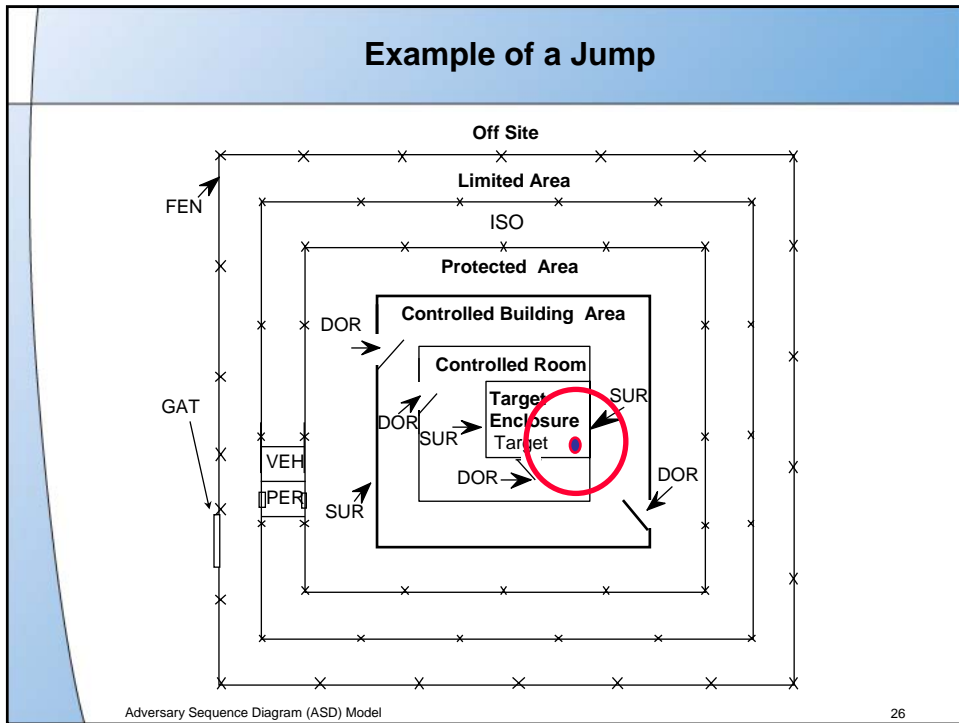 Example of a Jump
Off Site
Limited Area
FEN
ISO
Protected Area
DOR
Controlled Building Area
Controlled Room
GAT
DOR
Target
Enclosure
SUR
SUR
Target
VEH
DOR
DOR
PER
SUR
Adversary Sequence Diagram (ASD) Model
26